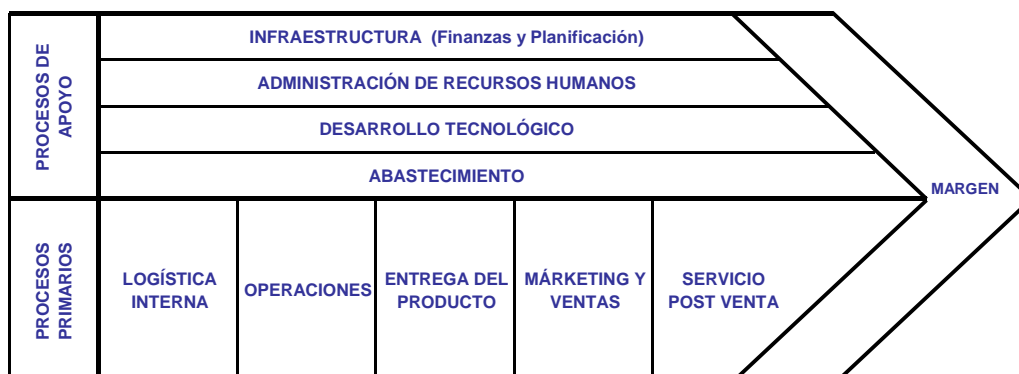 PROCESOS DE
APOYO
INFRAESTRUCTURA (Finanzas y Planificación)
ADMINISTRACIÓN DE RECURSOS HUMANOS
DESARROLLO TECNOLÓGICO
ABASTECIMIENTO
MARGEN
PROCESOS
PRIMARIOS
LOGÍSTICA
INTERNA
OPERACIONES
ENTREGA DEL
PRODUCTO
MÁRKETING Y
VENTAS
SERVICIO
POST VENTA